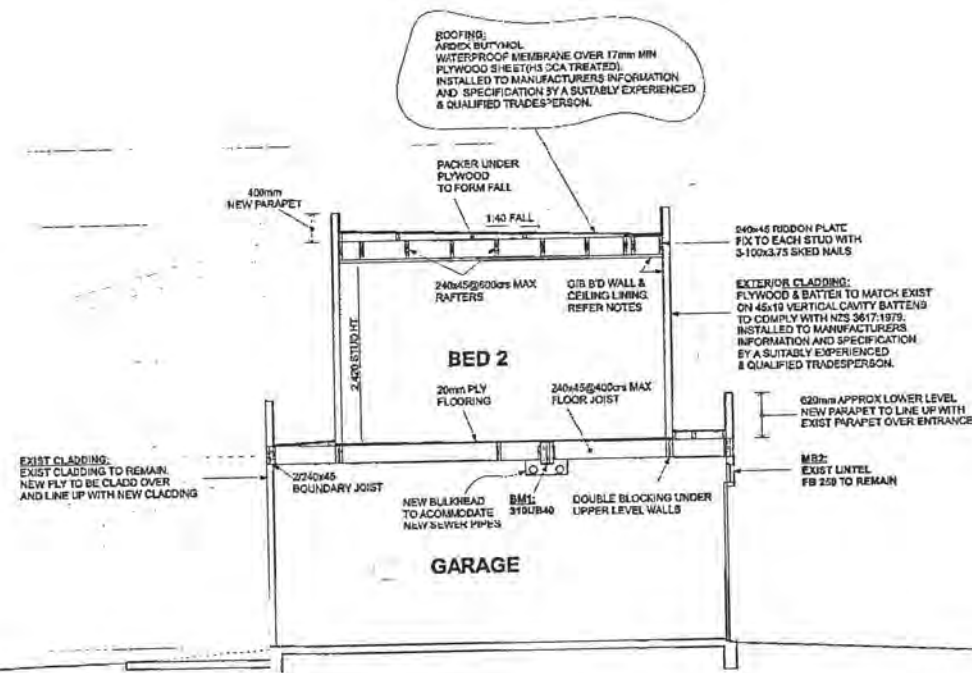 ROOFING:
ARDEX BUTYNOL
WATERPROOF MEMBRANE OVER 17mm MIN
PLYWOOD SHEET(H3 CCA TREATED).
INSTALLED TO MANUFACTURERS INFORMATION
AND SPECIFICATION BY A SUITABLY EXPERIENCED
& QUALIFIED TRADESPERSON.
PACKER UNDER
PLYWOOD
TO FORM FALL
400mm
NEW PARAPET
1:40 FALL
240x45 RIBBON PLATE
FIX TO EACH STUD WITH
3-100x3.75 SKED NAILS
240x45@600crs MAX
RAFTERS
GIB B'D WALL &
CEILING LINING.
REFER NOTES
EXTERIOR CLADDING:
PLYWOOD & BATTEN TO MATCH EXIST
ON 45x19 VERTICAL CAVITY BATTENS
TO COMPLY WITH NZS 3617:1979.
INSTALLED TO MANUFACTURERS
INFORMATION AND SPECIFICATION
BY A SUITABLY EXPERIENCED
& QUALIFIED TRADESPERSON.
2,420 STUD HT
BED 2
20mm PLY
FLOORING
240x45@400crs MAX
FLOOR JOIST
620mm APPROX LOWER LEVEL
NEW PARAPET TO LINE UP WITH
EXIST PARAPET OVER ENTRANCE
EXIST CLADDING:
EXIST CLADDING TO REMAIN.
NEW PLY TO BE CLADD OVER
AND LINE UP WITH NEW CLADDING
2/240x45
BOUNDARY JOIST
NEW BULKHEAD
TO ACOMMODATE
NEW SEWER PIPES
BM1:
310UB40
DOUBLE BLOCKING UNDER
UPPER LEVEL WALLS
MB2:
EXIST LINTEL
FB 250 TO REMAIN
GARAGE